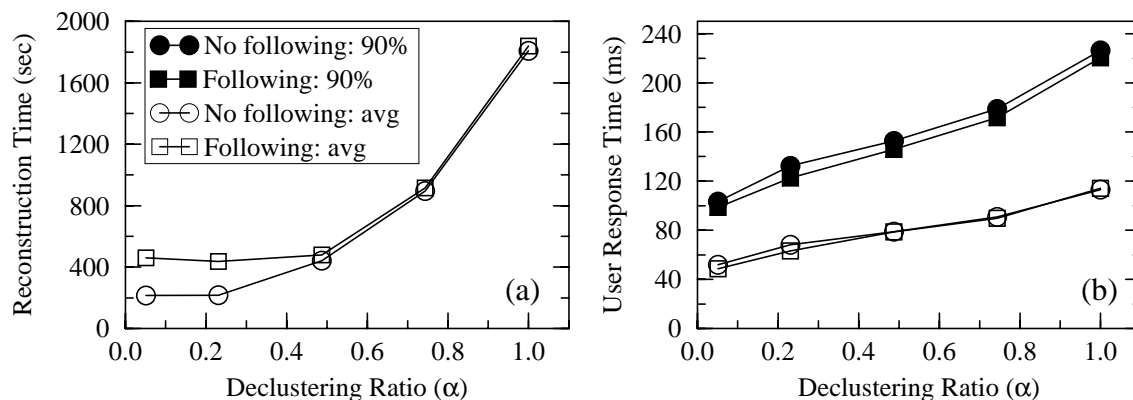 Reconstruction Time (sec)
2000
1600
1200
800
400
0
No following: 90%
Following: 90%
No following: avg
Following: avg
(a)
0.0 0.2 0.4 0.6 0.8 1.0
Declustering Ratio (α)
User Response Time (ms)
240
200
160
120
80
40
0
(b)
0.0 0.2 0.4 0.6 0.8 1.0
Declustering Ratio (α)